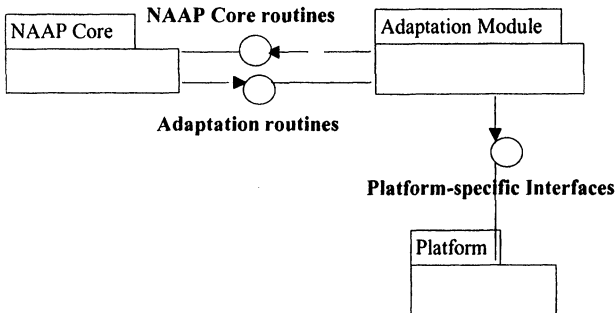 NAAP Core routines
NAAP Core
Adaptation Module
Adaptation routines
Platform-specific Interfaces
Platform